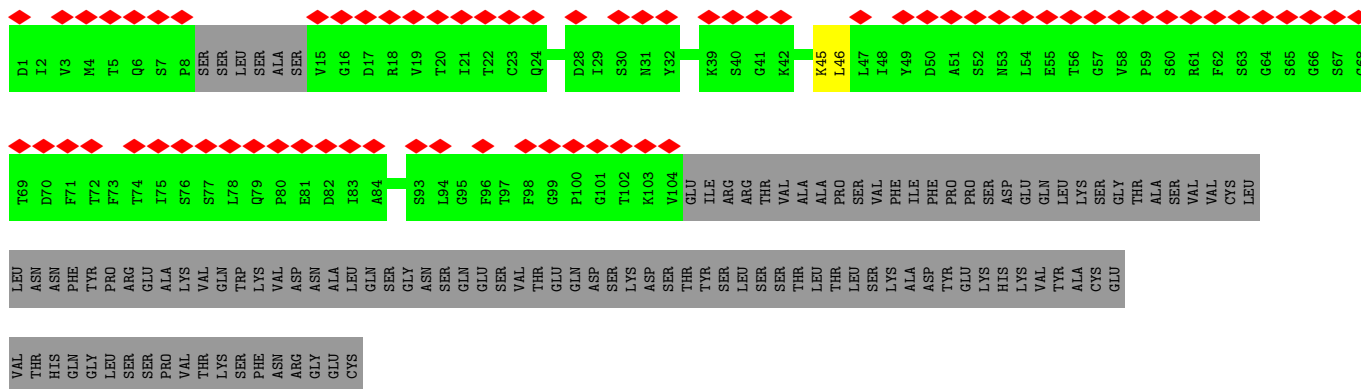 D1 I2 V3 M4 T5 Q6 S7 P8 SER SER LEU SER ALA SER V15 G16 D17 R18 V19 T20 I21 T22 C23 Q24 D28 I29 S30 N31 Y32 K39 S40 G41 K42 K45 L46 L47 I48 Y49 D50 A51 S52 N53 L54 E55 T56 G57 V58 P59 S60 R61 F62 S63 G64 S65 G66 S67 G68
T69 D70 F71 T72 F73 T74 I75 S76 S77 L78 Q79 P80 E81 D82 I83 A84 S93 L94 G95 F96 T97 F98 G99 P100 G101 T102 K103 V104 GLU ILE ARG ARG THR VAL ALA ALA PRO SER VAL PHE ILE PHE PRO PRO SER ASP GLU GLN LEU LYS SER GLY THR ALA SER VAL VAL CYS LEU
LEU ASN ASN PHE TYR PRO ARG GLU ALA LYS VAL GLN TRP LYS VAL ASP ASN ALA LEU GLN SER GLY ASN SER GLN GLU SER VAL THR GLU GLN ASP SER LYS ASP SER THR TYR SER LEU SER SER THR LEU THR LEU SER LYS ALA ASP TYR GLU LYS HIS LYS VAL TYR ALA CYS GLU
VAL THR HIS GLN GLY LEU SER SER PRO VAL THR LYS SER PHE ASN ARG GLY GLU CYS